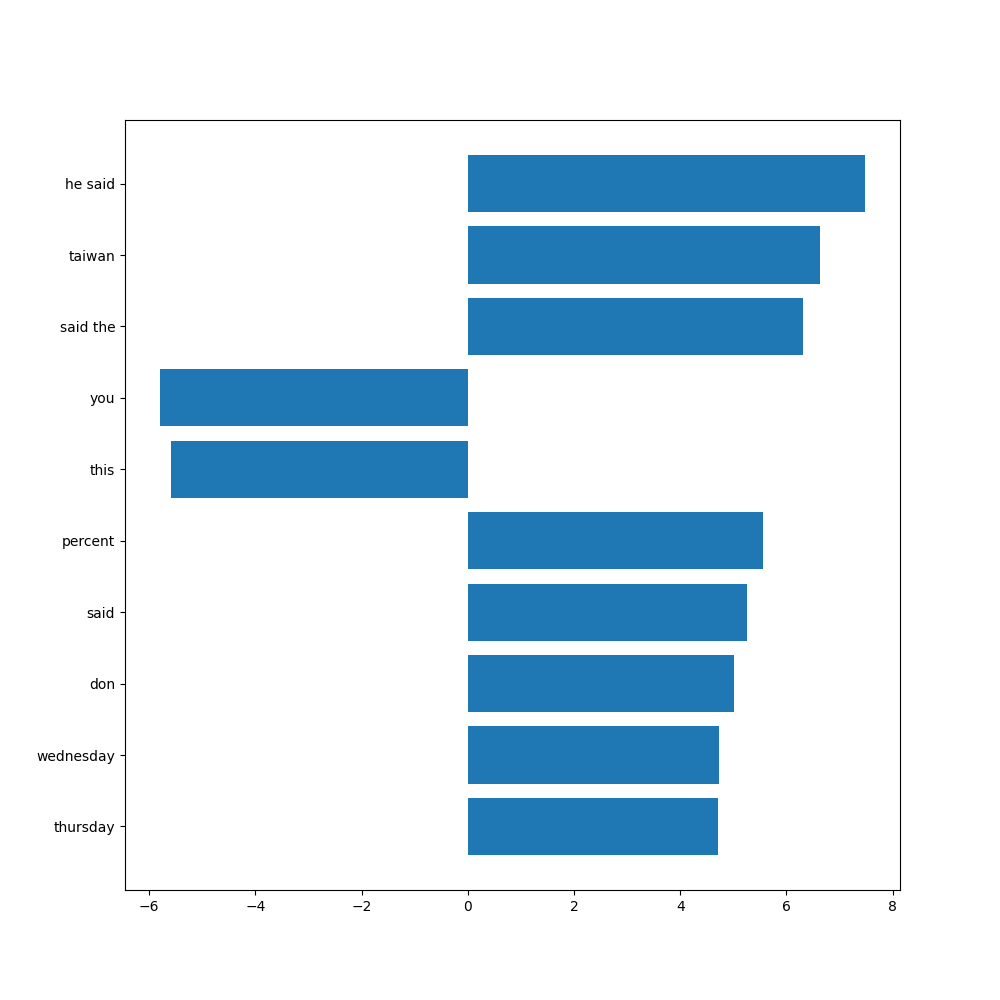 he said
taiwan
said the
you
this
percent
said
don
wednesday
thursday
−6 −4 −2 0 2 4 6 8